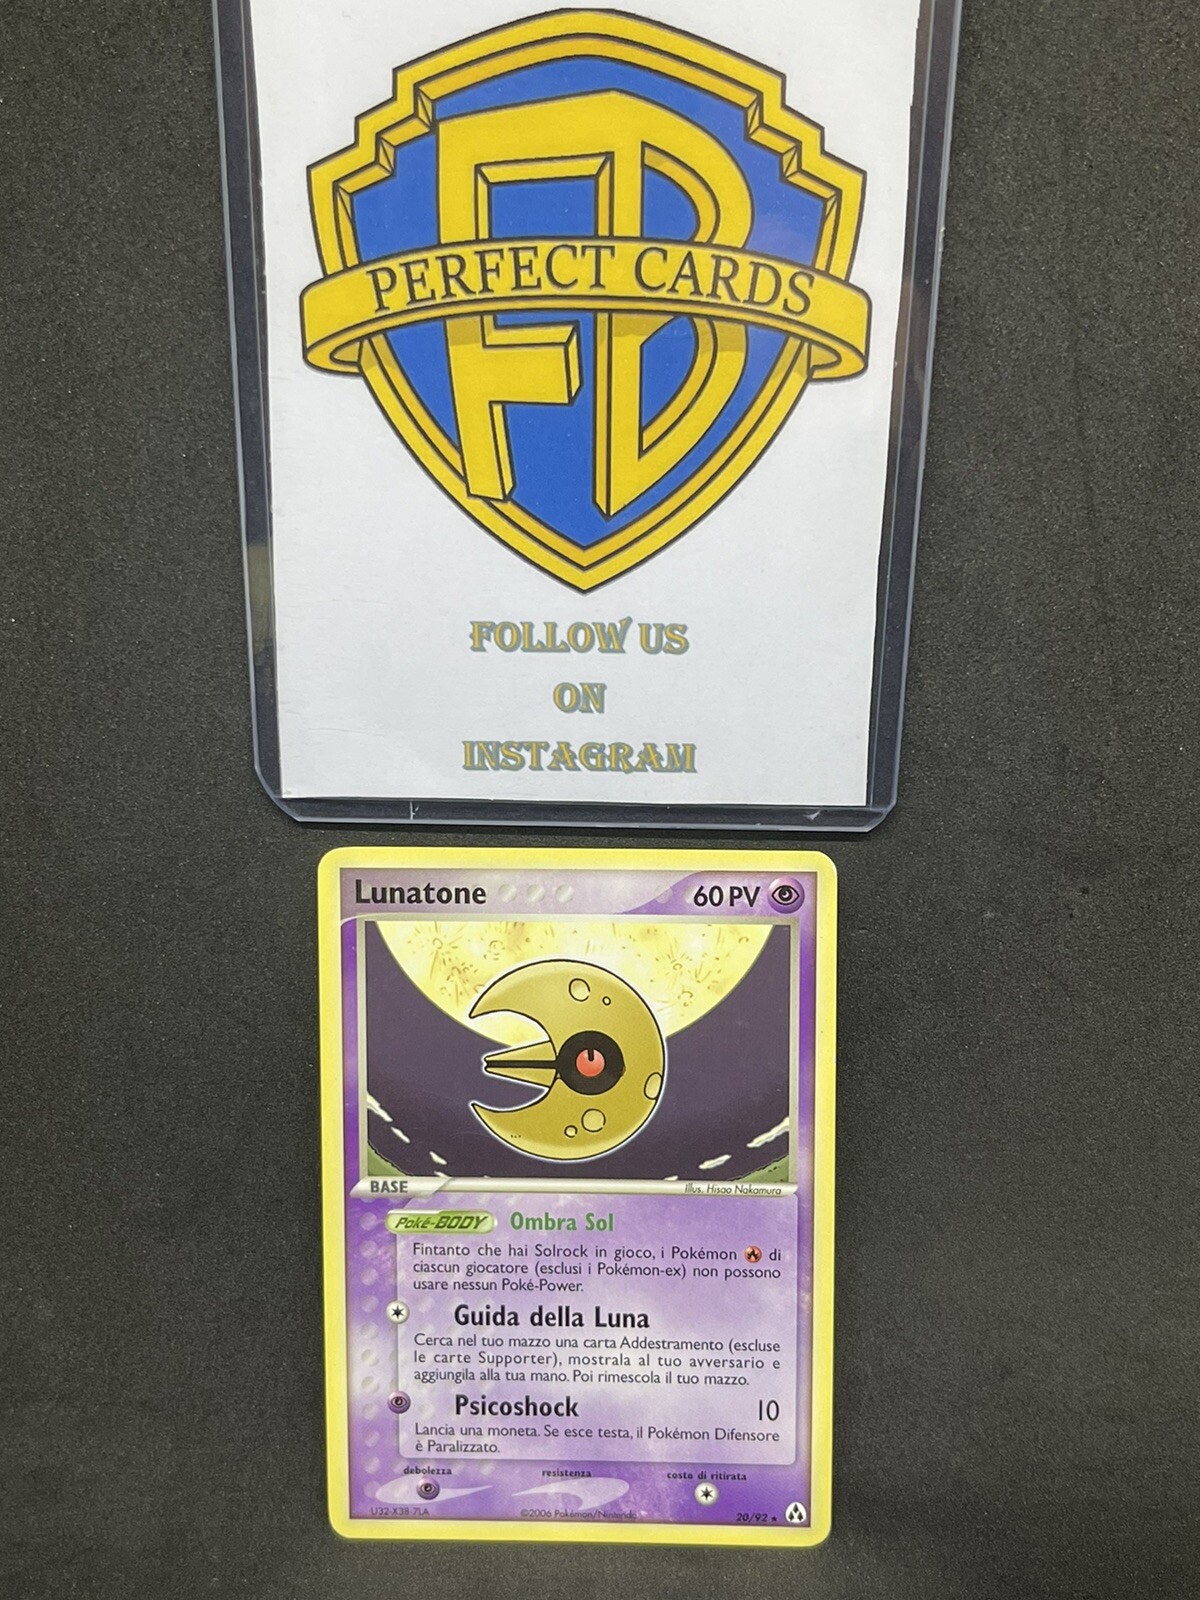 FB
PERFECT CARDS
FOLLOW US
ON
INSTAGRAM
Lunatone
60 PV
BASE
Illus. Hisao Nakamura
Poké-BODY Ombra Sol
Fintanto che hai Solrock in gioco, i Pokémon di
ciascun giocatore (esclusi i Pokémon-ex) non possono
usare nessun Poké-Power.
Guida della Luna
Cerca nel tuo mazzo una carta Addestramento (escluse
le carte Supporter), mostrala al tuo avversario e
aggiungila alla tua mano. Poi rimescola il tuo mazzo.
Psicoshock 10
Lancia una moneta. Se esce testa, il Pokémon Difensore
è Paralizzato.
debolezza resistenza costo di ritirata
U32-X38-7LA ©2006 Pokémon/Nintendo 20/92 ★